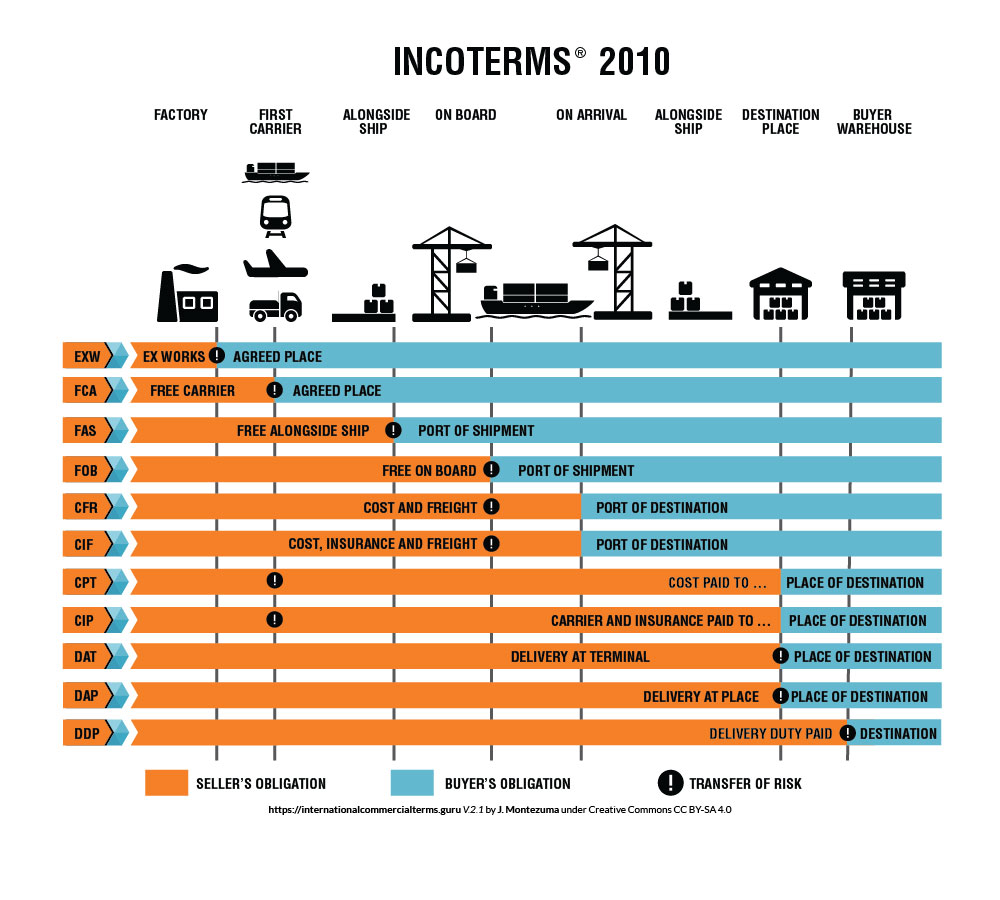 INCOTERMS® 2010
FACTORY
FIRST
CARRIER
ALONGSIDE
SHIP
ON BOARD
ON ARRIVAL
ALONGSIDE
SHIP
DESTINATION
PLACE
BUYER
WAREHOUSE
EXW EX WORKS ! AGREED PLACE
FCA FREE CARRIER ! AGREED PLACE
FAS FREE ALONGSIDE SHIP ! PORT OF SHIPMENT
FOB FREE ON BOARD ! PORT OF SHIPMENT
CFR COST AND FREIGHT ! PORT OF DESTINATION
CIF COST, INSURANCE AND FREIGHT ! PORT OF DESTINATION
CPT ! COST PAID TO ... PLACE OF DESTINATION
CIP ! CARRIER AND INSURANCE PAID TO ... PLACE OF DESTINATION
DAT DELIVERY AT TERMINAL ! PLACE OF DESTINATION
DAP DELIVERY AT PLACE ! PLACE OF DESTINATION
DDP DELIVERY DUTY PAID ! DESTINATION
SELLER'S OBLIGATION BUYER'S OBLIGATION ! TRANSFER OF RISK
https://internationalcommercialterms.guru V.2.1 by J. Montezuma under Creative Commons CC BY-SA 4.0